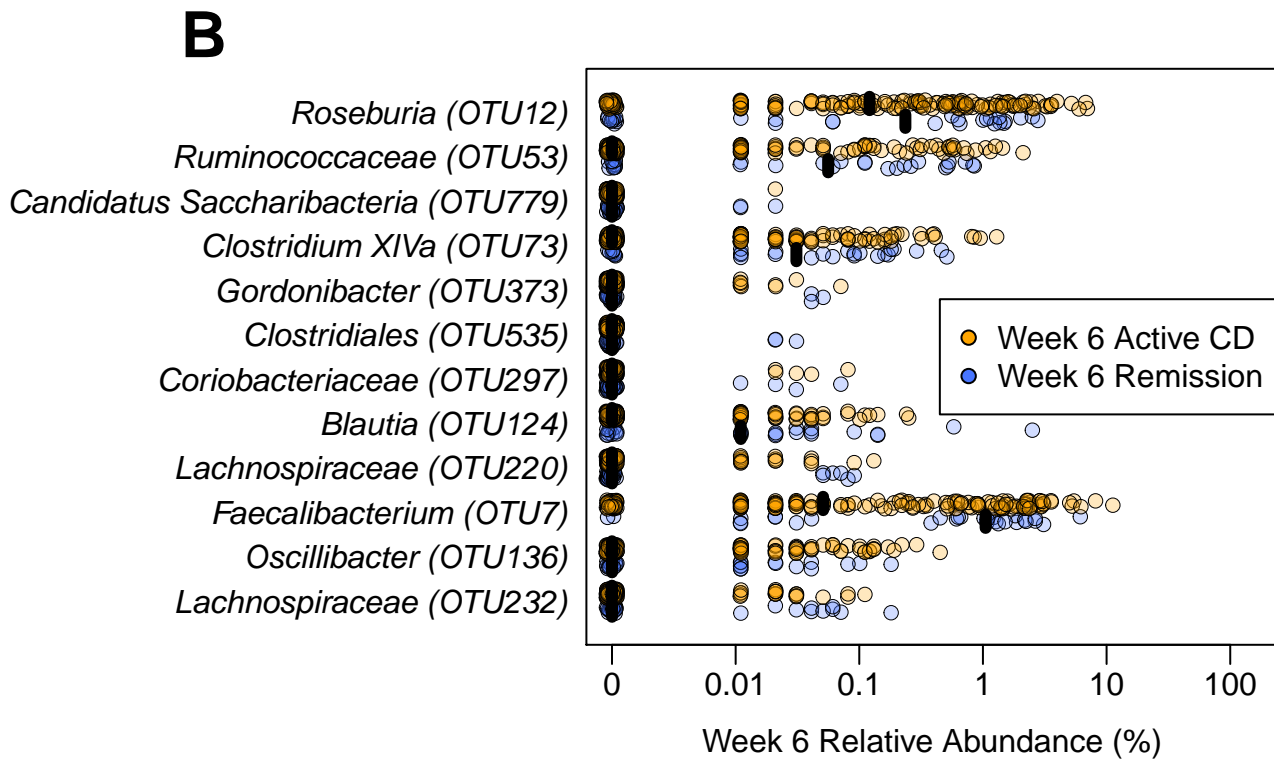 B
Roseburia (OTU12)
Ruminococcaceae (OTU53)
Candidatus Saccharibacteria (OTU779)
Clostridium XIVa (OTU73)
Gordonibacter (OTU373)
Clostridiales (OTU535)
Coriobacteriaceae (OTU297)
Blautia (OTU124)
Lachnospiraceae (OTU220)
Faecalibacterium (OTU7)
Oscillibacter (OTU136)
Lachnospiraceae (OTU232)
Week 6 Active CD
Week 6 Remission
0 0.01 0.1 1 10 100
Week 6 Relative Abundance (%)